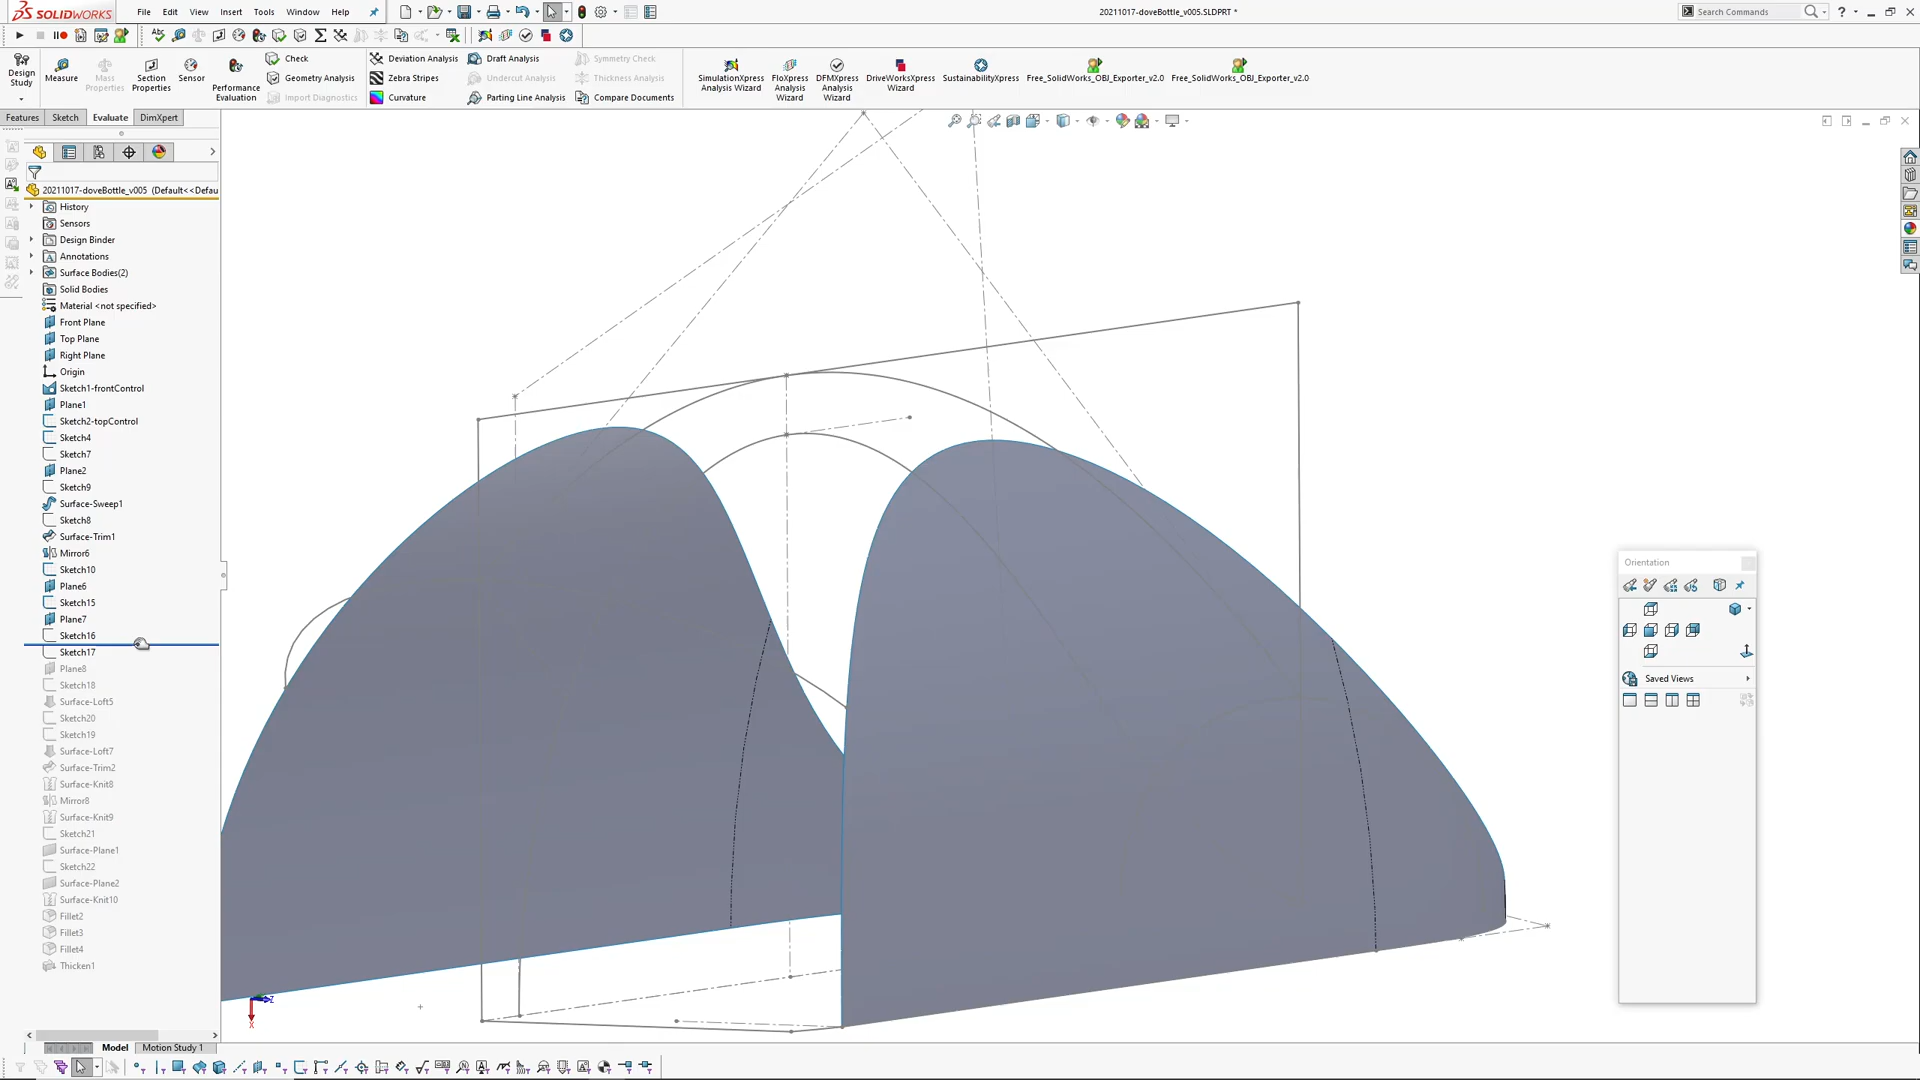 SOLIDWORKS File Edit View Insert Tools Window Help 20211017-doveBottle_v005.SLDPRT * Search Commands
Design Study
Measure
Mass Properties
Section Properties
Sensor
Performance Evaluation
Check
Geometry Analysis
Import Diagnostics
Deviation Analysis
Zebra Stripes
Curvature
Draft Analysis
Undercut Analysis
Parting Line Analysis
Symmetry Check
Thickness Analysis
Compare Documents
SimulationXpress Analysis Wizard
FloXpress Analysis Wizard
DFMXpress Analysis Wizard
DriveWorksXpress Wizard
SustainabilityXpress
Free_SolidWorks_OBJ_Exporter_v2.0
Free_SolidWorks_OBJ_Exporter_v2.0
Features Sketch Evaluate DimXpert
20211017-doveBottle_v005 (Default<<Defau
History
Sensors
Design Binder
Annotations
Surface Bodies(2)
Solid Bodies
Material <not specified>
Front Plane
Top Plane
Right Plane
Origin
Sketch1-frontControl
Plane1
Sketch2-topControl
Sketch4
Sketch7
Plane2
Sketch9
Surface-Sweep1
Sketch8
Surface-Trim1
Mirror6
Sketch10
Plane6
Sketch15
Plane7
Sketch16
Sketch17
Plane8
Sketch18
Surface-Loft5
Sketch20
Sketch19
Surface-Loft7
Surface-Trim2
Surface-Knit8
Mirror8
Surface-Knit9
Sketch21
Surface-Plane1
Sketch22
Surface-Plane2
Surface-Knit10
Fillet2
Fillet3
Fillet4
Thicken1
Orientation
Saved Views
Z
X
Model Motion Study 1